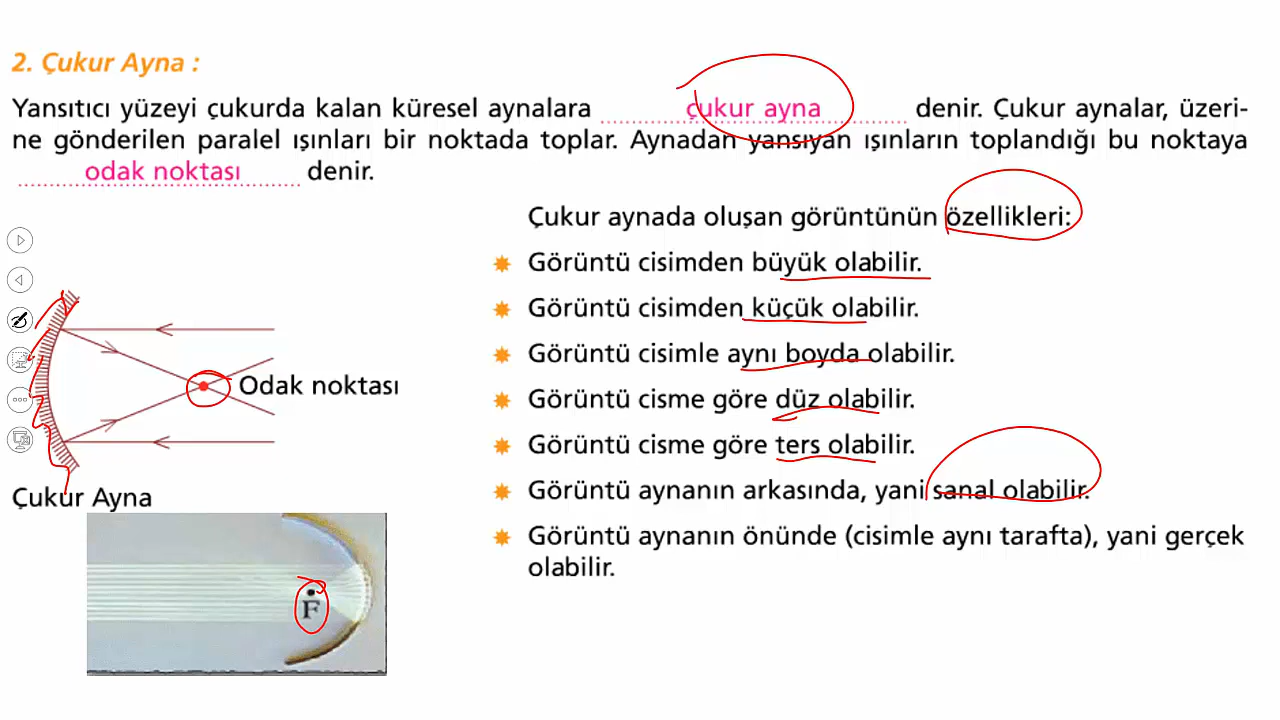 2. Çukur Ayna :
Yansıtıcı yüzeyi çukurda kalan küresel aynalara çukur ayna denir. Çukur aynalar, üzeri-
ne gönderilen paralel ışınları bir noktada toplar. Aynadan yansıyan ışınların toplandığı bu noktaya
odak noktası denir.
Çukur aynada oluşan görüntünün özellikleri:
Görüntü cisimden büyük olabilir.
Görüntü cisimden küçük olabilir.
Görüntü cisimle aynı boyda olabilir.
Görüntü cisme göre düz olabilir.
Görüntü cisme göre ters olabilir.
Görüntü aynanın arkasında, yani sanal olabilir.
Görüntü aynanın önünde (cisimle aynı tarafta), yani gerçek
olabilir.
Odak noktası
Çukur Ayna
F